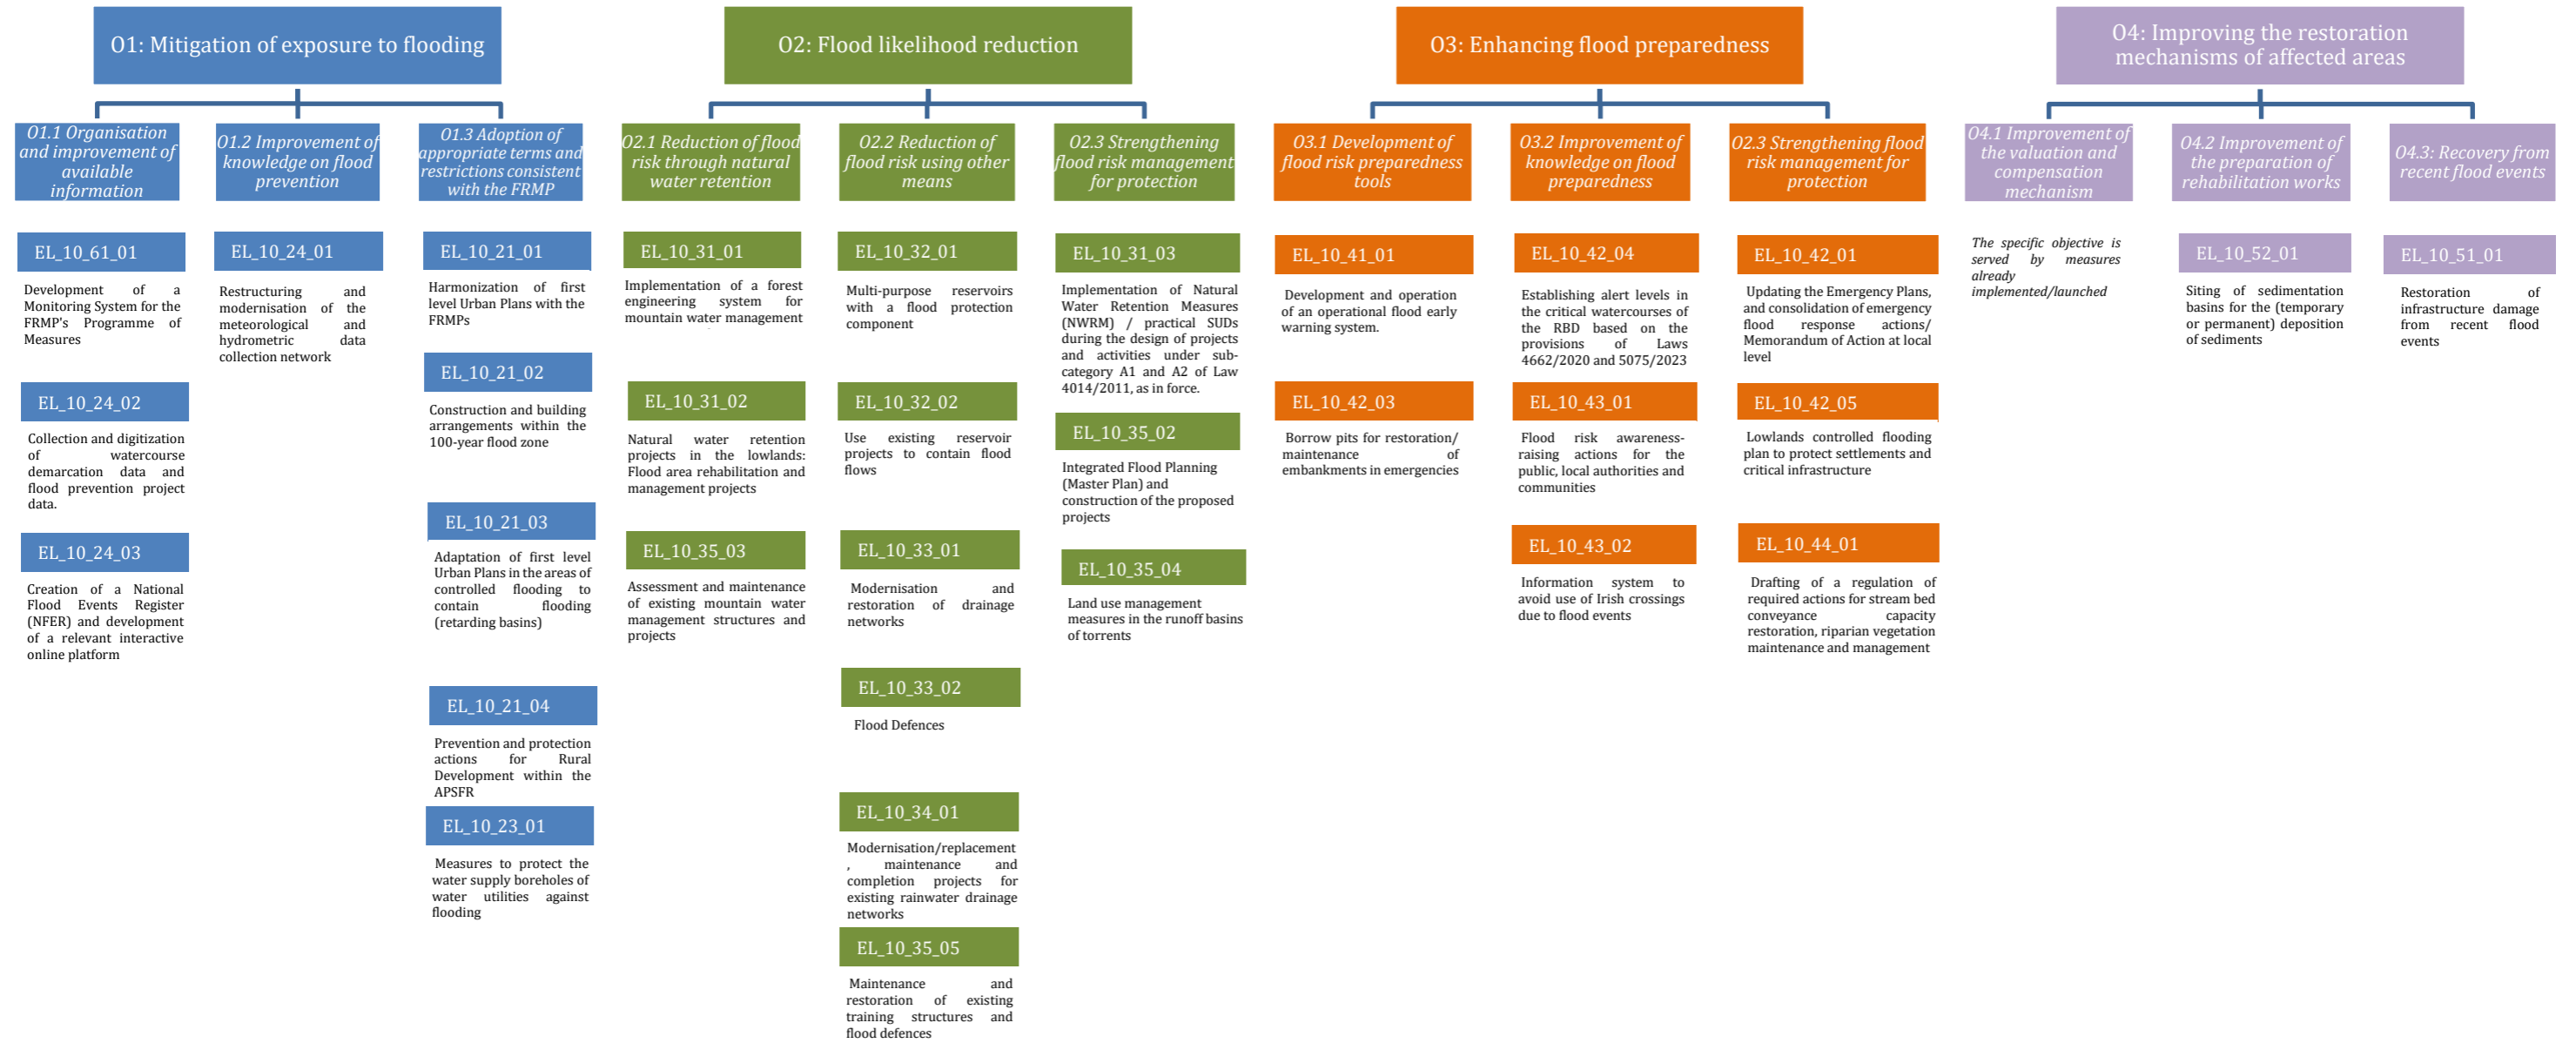 O1: Mitigation of exposure to flooding
O1.1 Organisation
and improvement of
available
information
EL_10_61_01
Development of a
Monitoring System for the
FRMP's Programme of
Measures
EL_10_24_02
Collection and digitization
of watercourse
demarcation data and
flood prevention project
data.
EL_10_24_03
Creation of a National
Flood Events Register
(NFER) and development
of a relevant interactive
online platform
O1.2 Improvement of
knowledge on flood
prevention
EL_10_24_01
Restructuring and
modernisation of the
meteorological and
hydrometric data
collection network
O1.3 Adoption of
appropriate terms and
restrictions consistent
with the FRMP
EL_10_21_01
Harmonization of first
level Urban Plans with the
FRMPs
EL_10_21_02
Construction and building
arrangements within the
100-year flood zone
EL_10_21_03
Adaptation of first level
Urban Plans in the areas of
controlled flooding to
contain flooding
(retarding basins)
EL_10_21_04
Prevention and protection
actions for Rural
Development within the
APSFR
EL_10_23_01
Measures to protect the
water supply boreholes of
water utilities against
flooding
O2: Flood likelihood reduction
O2.1 Reduction of flood
risk through natural
water retention
EL_10_31_01
Implementation of a forest
engineering system for
mountain water management
EL_10_31_02
Natural water retention
projects in the lowlands:
Flood area rehabilitation and
management projects
EL_10_35_03
Assessment and maintenance
of existing mountain water
management structures and
projects
O2.2 Reduction of
flood risk using other
means
EL_10_32_01
Multi-purpose reservoirs
with a flood protection
component
EL_10_32_02
Use existing reservoir
projects to contain flood
flows
EL_10_33_01
Modernisation and
restoration of drainage
networks
EL_10_33_02
Flood Defences
EL_10_34_01
Modernisation/replacement
, maintenance and
completion projects for
existing rainwater drainage
networks
EL_10_35_05
Maintenance and
restoration of existing
training structures and
flood defences
O2.3 Strengthening
flood risk management
for protection
EL_10_31_03
Implementation of Natural
Water Retention Measures
(NWRM) / practical SUDs
during the design of projects
and activities under sub-
category A1 and A2 of Law
4014/2011, as in force.
EL_10_35_02
Integrated Flood Planning
(Master Plan) and
construction of the proposed
projects
EL_10_35_04
Land use management
measures in the runoff basins
of torrents
O3: Enhancing flood preparedness
O3.1 Development of
flood risk preparedness
tools
EL_10_41_01
Development and operation
of an operational flood early
warning system.
EL_10_42_03
Borrow pits for restoration/
maintenance of
embankments in emergencies
O3.2 Improvement of
knowledge on flood
preparedness
EL_10_42_04
Establishing alert levels in
the critical watercourses of
the RBD based on the
provisions of Laws
4662/2020 and 5075/2023
EL_10_43_01
Flood risk awareness-
raising actions for the
public, local authorities and
communities
EL_10_43_02
Information system to
avoid use of Irish crossings
due to flood events
O2.3 Strengthening flood
risk management for
protection
EL_10_42_01
Updating the Emergency Plans,
and consolidation of emergency
flood response actions/
Memorandum of Action at local
level
EL_10_42_05
Lowlands controlled flooding
plan to protect settlements and
critical infrastructure
EL_10_44_01
Drafting of a regulation of
required actions for stream bed
conveyance capacity
restoration, riparian vegetation
maintenance and management
O4: Improving the restoration
mechanisms of affected areas
O4.1 Improvement of
the valuation and
compensation
mechanism
The specific objective is
served by measures
already
implemented/launched
O4.2 Improvement of
the preparation of
rehabilitation works
EL_10_52_01
Siting of sedimentation
basins for the (temporary
or permanent) deposition
of sediments
O4.3: Recovery from
recent flood events
EL_10_51_01
Restoration of
infrastructure damage
from recent flood
events